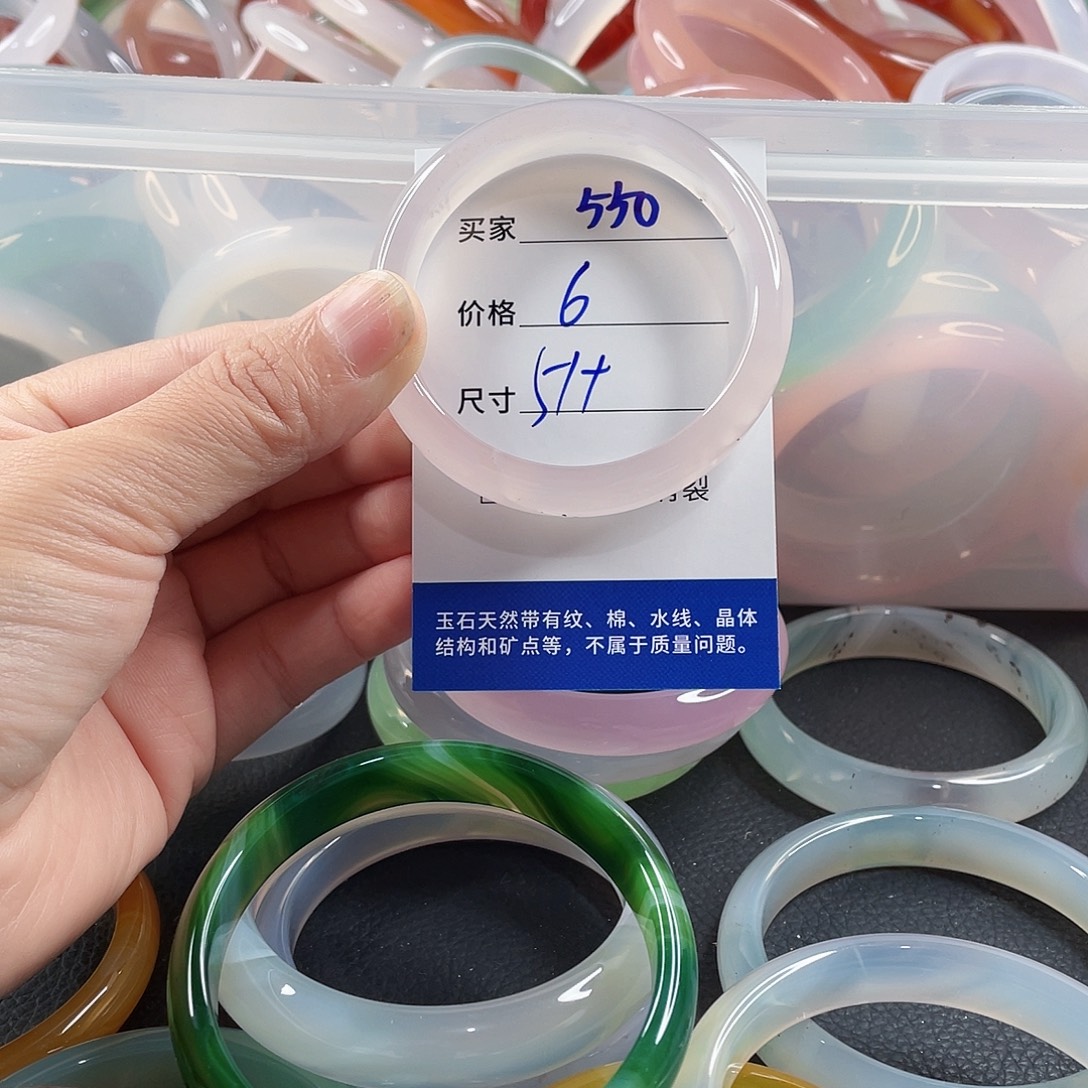 买家 550
价格 6
尺寸 57+
裂
玉石天然带有纹、棉、水线、晶体
结构和矿点等，不属于质量问题。